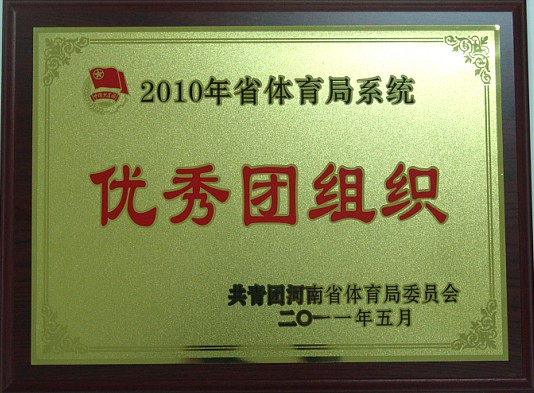 2010年省体育局系统
优秀团组织
共青团河南省体育局委员会
二〇一一年五月